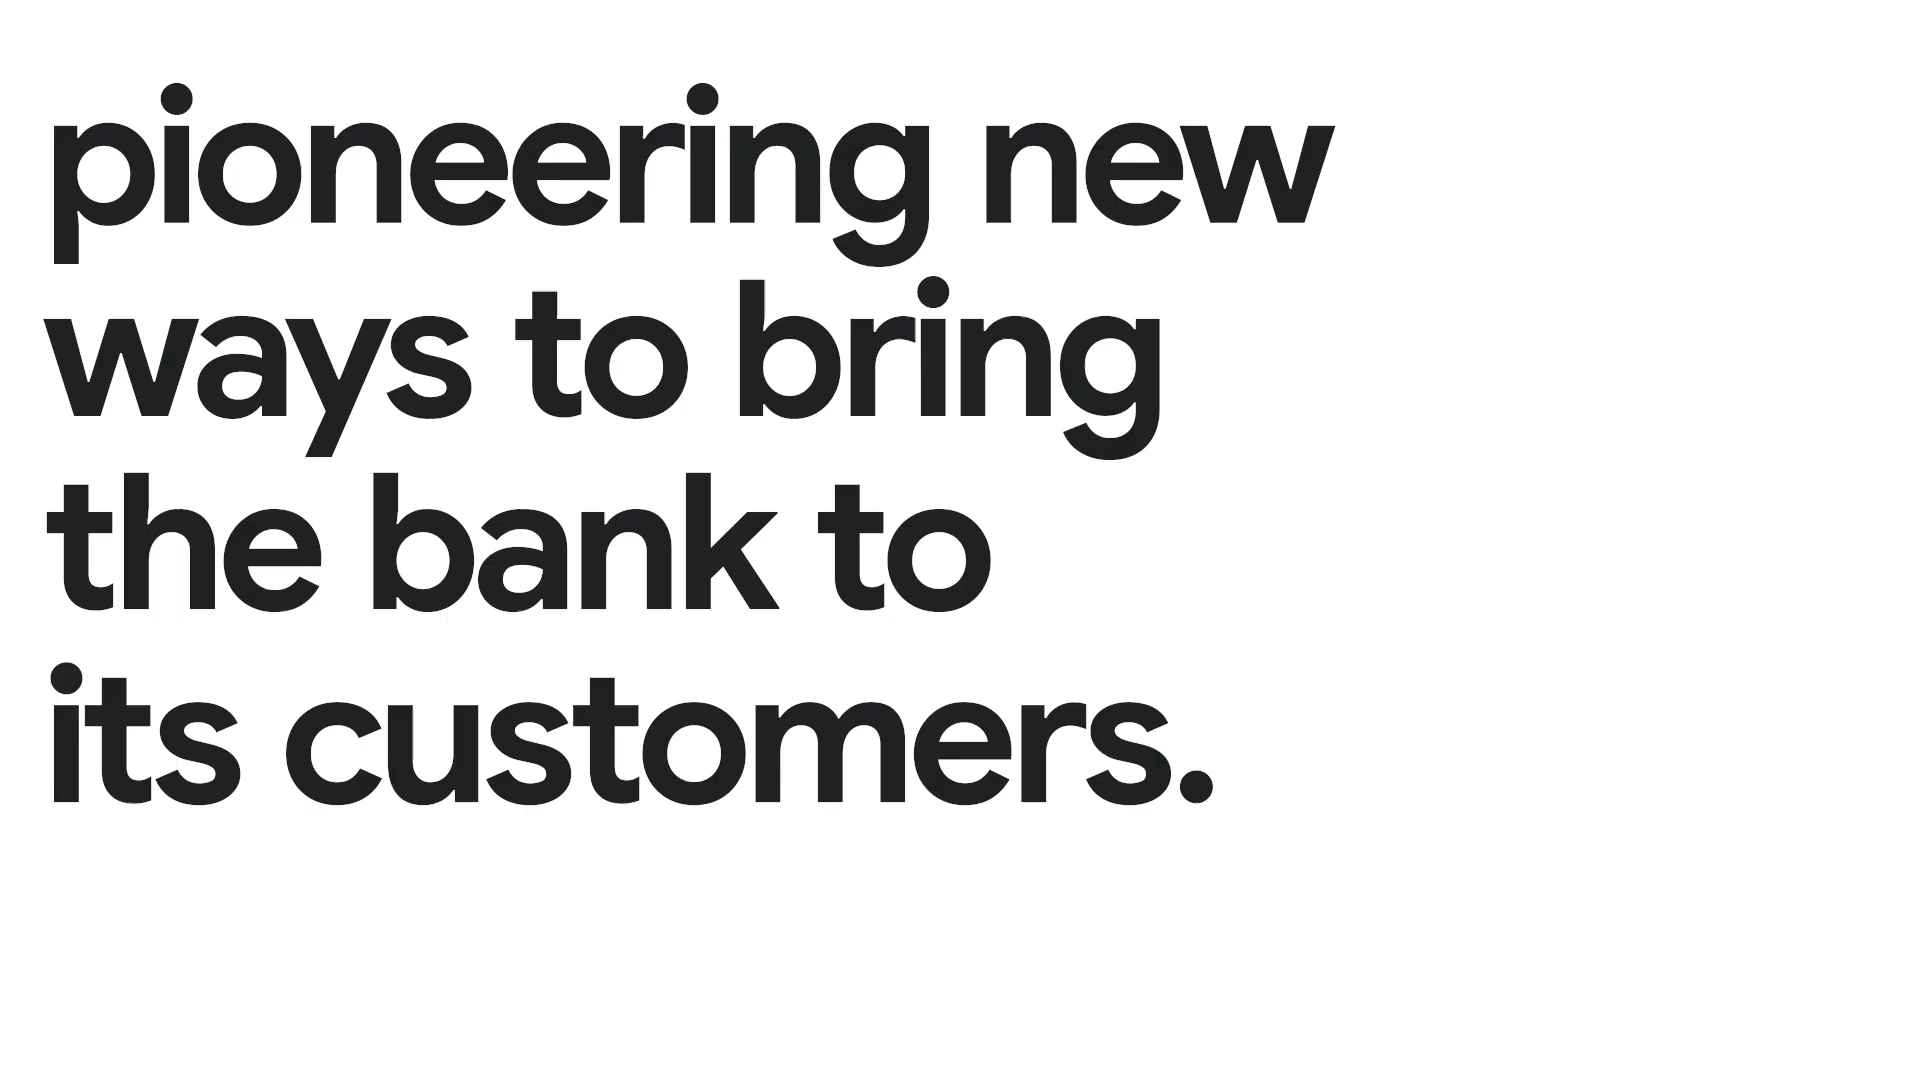 pioneering new
ways to bring
the bank to
its customers.